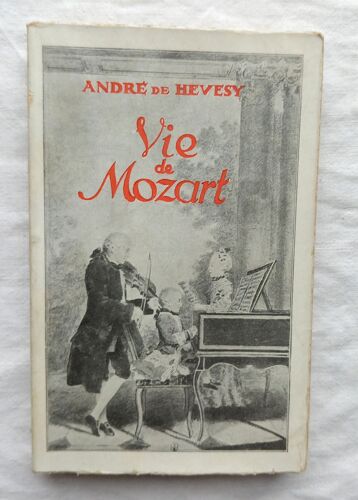 ANDRÉ DE HEVESY
Vie
de
Mozart